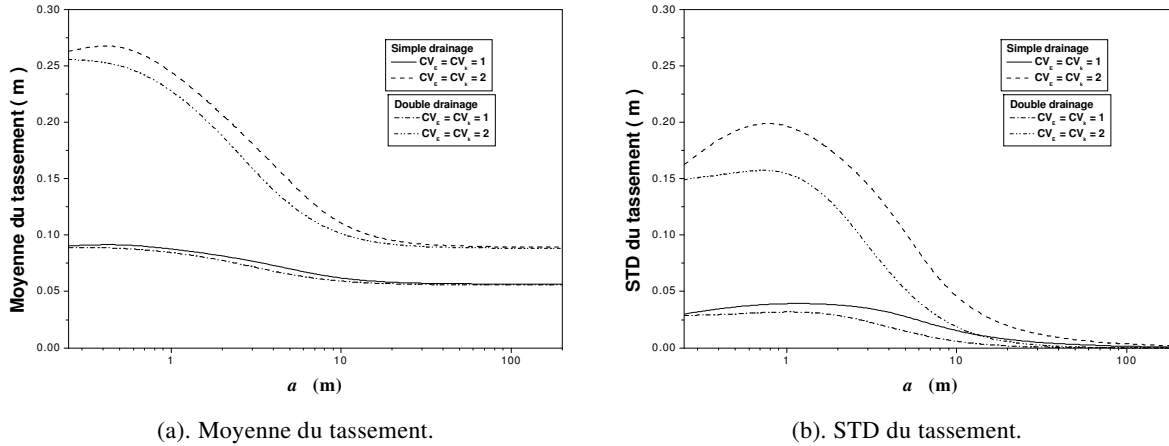 0.30
0.25
0.20
0.15
0.10
0.05
0.00
Moyenne du tassement ( m )
Simple drainage
CV_E = CV_k = 1
CV_E = CV_k = 2
Double drainage
CV_E = CV_k = 1
CV_E = CV_k = 2
1
10
100
a (m)
(a). Moyenne du tassement.
0.30
0.25
0.20
0.15
0.10
0.05
0.00
STD du tassement ( m )
Simple drainage
CV_E = CV_k = 1
CV_E = CV_k = 2
Double drainage
CV_E = CV_k = 1
CV_E = CV_k = 2
1
10
100
a (m)
(b). STD du tassement.